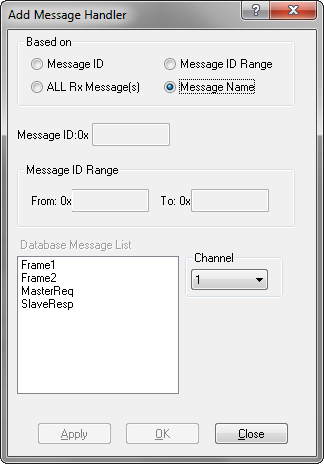 Add Message Handler
Based on
Message ID
Message ID Range
ALL Rx Message(s)
Message Name
Message ID:0x
Message ID Range
From: 0x
To: 0x
Database Message List
Channel
Frame1
Frame2
MasterReq
SlaveResp
1
Apply
OK
Close